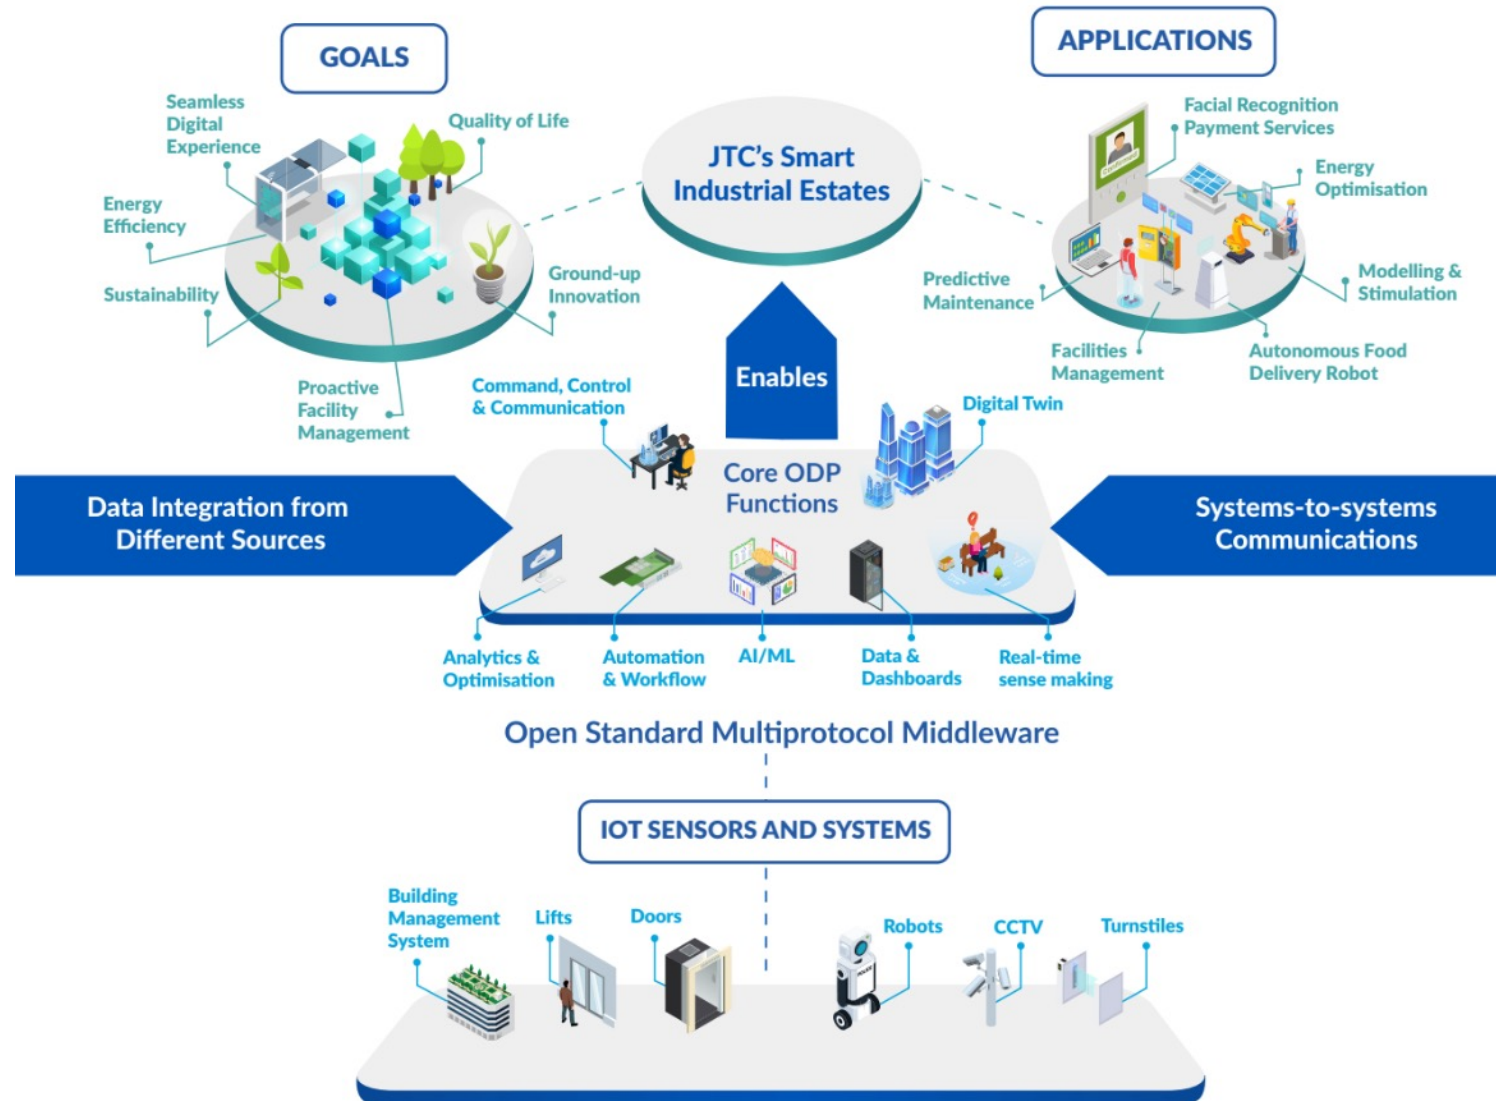 GOALS
APPLICATIONS
Seamless
Digital
Experience
Quality of Life
Energy
Efficiency
Sustainability
Ground-up
Innovation
Proactive
Facility
Management
JTC's Smart
Industrial Estates
Facial Recognition
Payment Services
Confirmed
Energy
Optimisation
Predictive
Maintenance
Modelling &
Stimulation
Facilities
Management
Autonomous Food
Delivery Robot
Enables
Command, Control
& Communication
Digital Twin
Core ODP
Functions
Data Integration from
Different Sources
Systems-to-systems
Communications
Analytics &
Optimisation
Automation
& Workflow
AI/ML
Data &
Dashboards
Real-time
sense making
Open Standard Multiprotocol Middleware
IOT SENSORS AND SYSTEMS
Building
Management
System
Lifts
Doors
Robots
CCTV
Turnstiles
POLICE